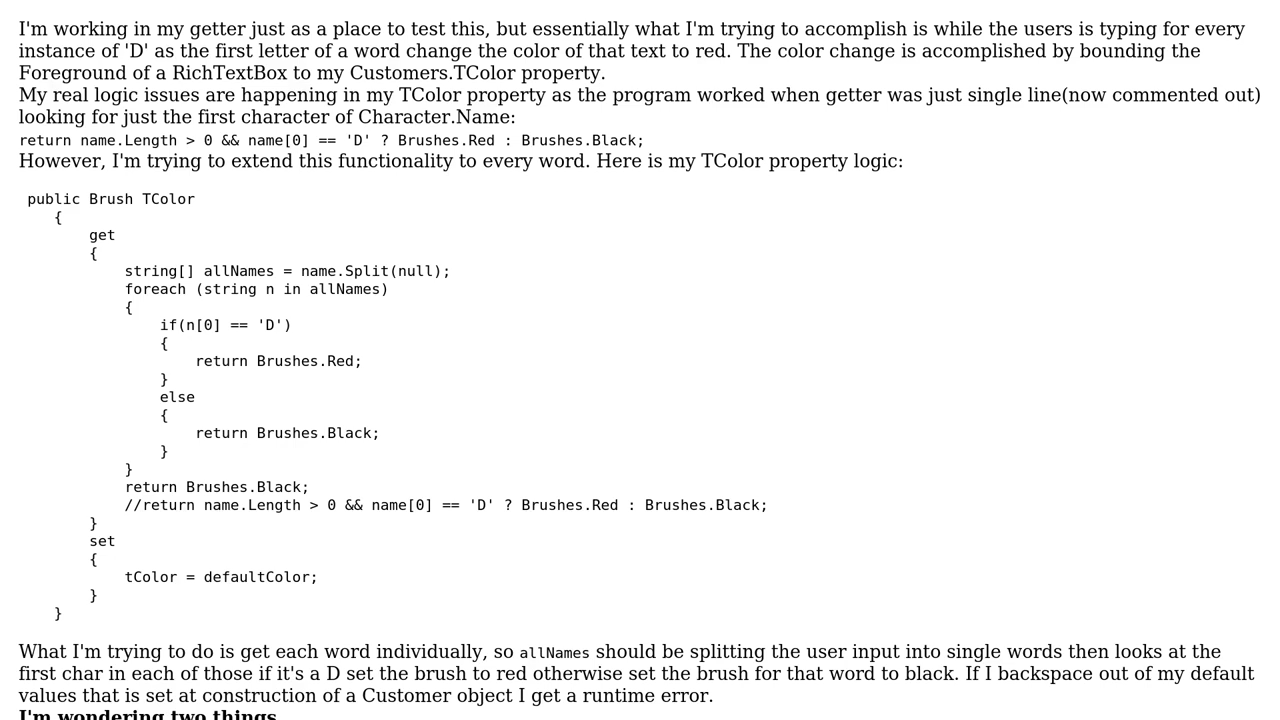 I'm working in my getter just as a place to test this, but essentially what I'm trying to accomplish is while the users is typing for every
instance of 'D' as the first letter of a word change the color of that text to red. The color change is accomplished by bounding the
Foreground of a RichTextBox to my Customers.TColor property.
My real logic issues are happening in my TColor property as the program worked when getter was just single line(now commented out)
looking for just the first character of Character.Name:
return name.Length > 0 && name[0] == 'D' ? Brushes.Red : Brushes.Black;
However, I'm trying to extend this functionality to every word. Here is my TColor property logic:
public Brush TColor
{
get
{
string[] allNames = name.Split(null);
foreach (string n in allNames)
{
if(n[0] == 'D')
{
return Brushes.Red;
}
else
{
return Brushes.Black;
}
}
return Brushes.Black;
//return name.Length > 0 && name[0] == 'D' ? Brushes.Red : Brushes.Black;
}
set
{
tColor = defaultColor;
}
}
What I'm trying to do is get each word individually, so allNames should be splitting the user input into single words then looks at the
first char in each of those if it's a D set the brush to red otherwise set the brush for that word to black. If I backspace out of my default
values that is set at construction of a Customer object I get a runtime error.
I'm wondering two things